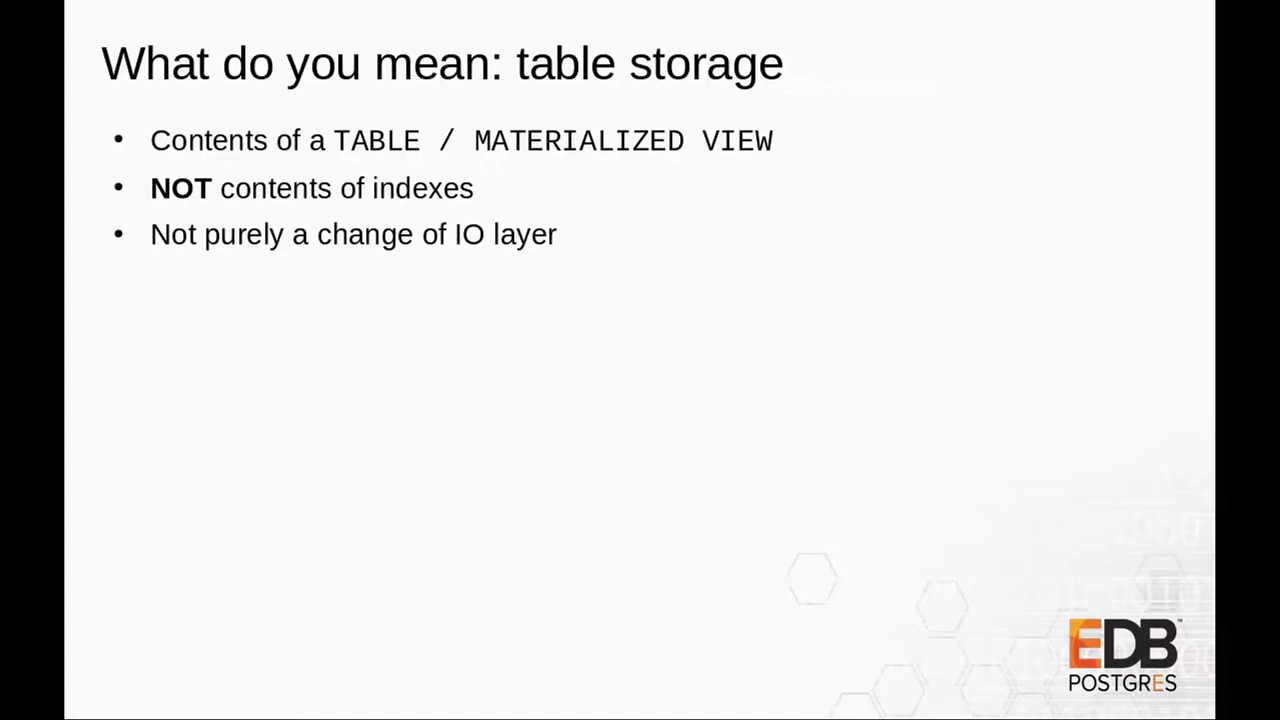 What do you mean: table storage
• Contents of a TABLE / MATERIALIZED VIEW
• NOT contents of indexes
• Not purely a change of IO layer
EDB™
POSTGRES